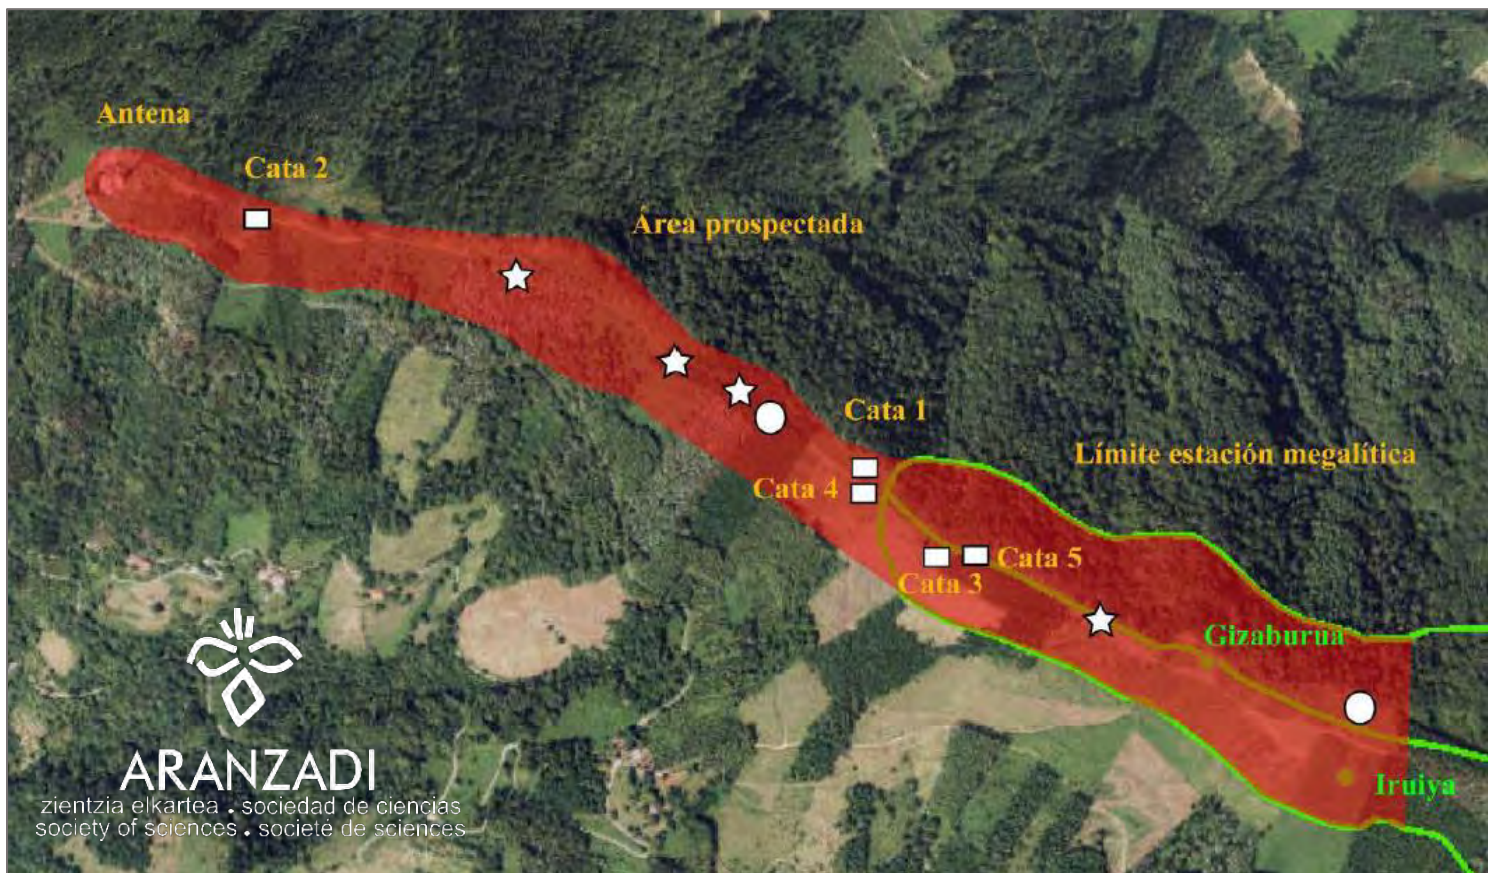 Antena
Cata 2
Área prospectada
Cata 1
Límite estación megalítica
Cata 4
Cata 5
Cata 3
Gizaburua
Iruiya
ARANZADI
zientzia elkartea . sociedad de ciencias
society of sciences . societé de sciences